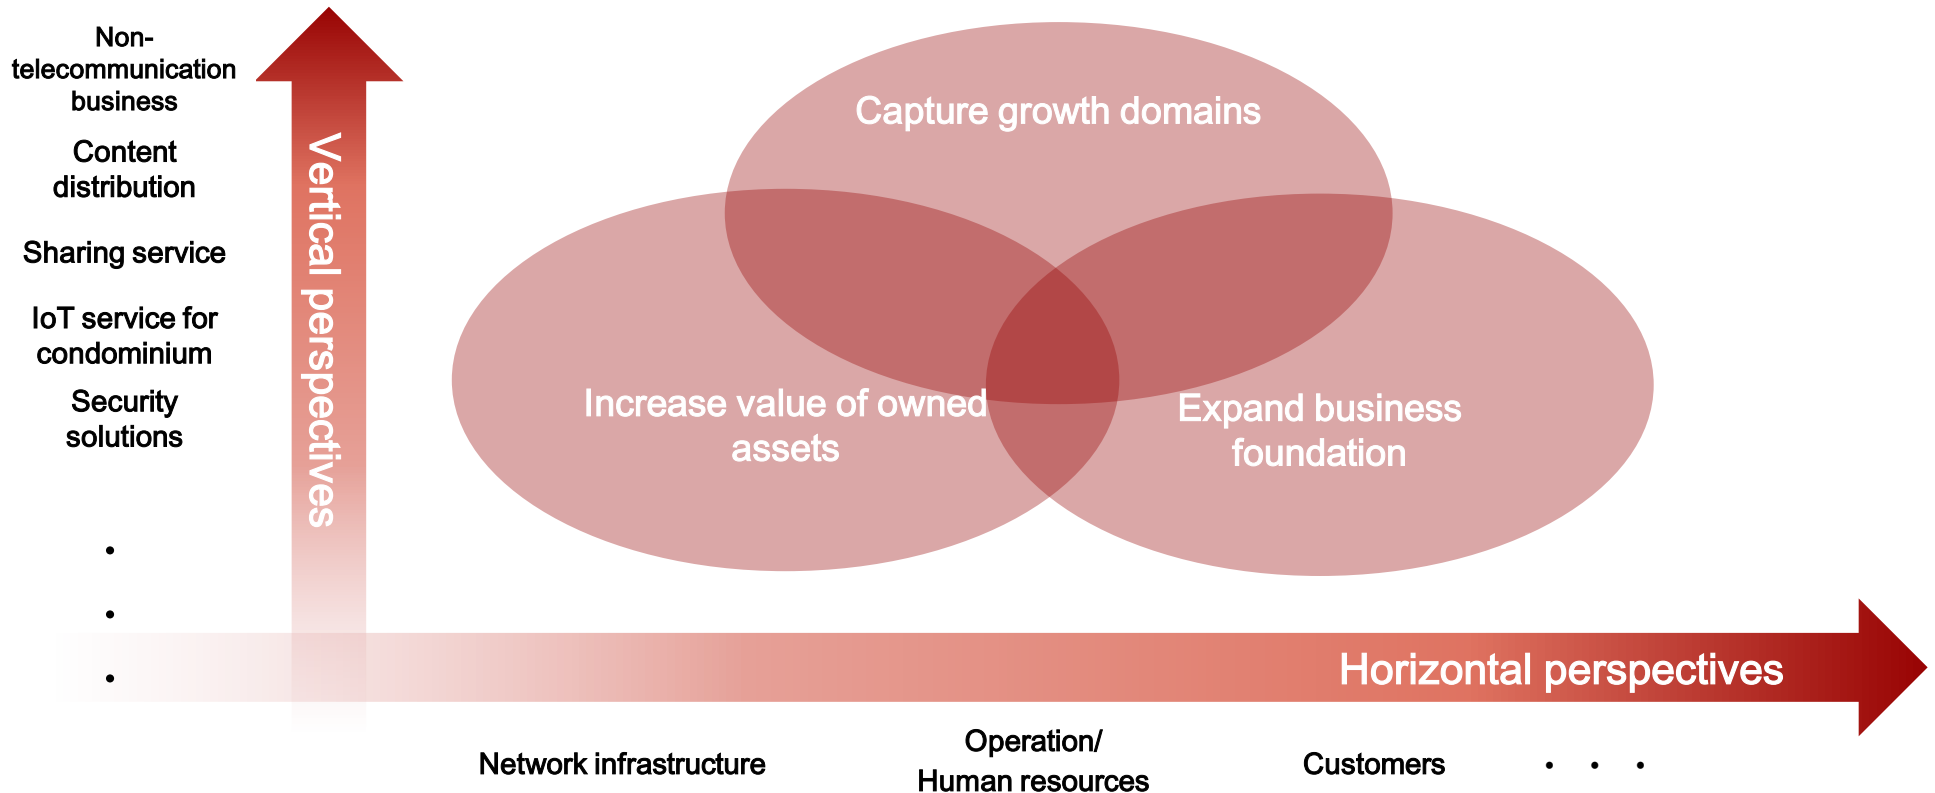 Non-
telecommunication
business
Content
distribution
Sharing service
IoT service for
condominium
Security
solutions
•
•
•
Vertical perspectives
Capture growth domains
Increase value of owned
assets
Expand business
foundation
Horizontal perspectives
Network infrastructure
Operation/
Human resources
Customers
• • •